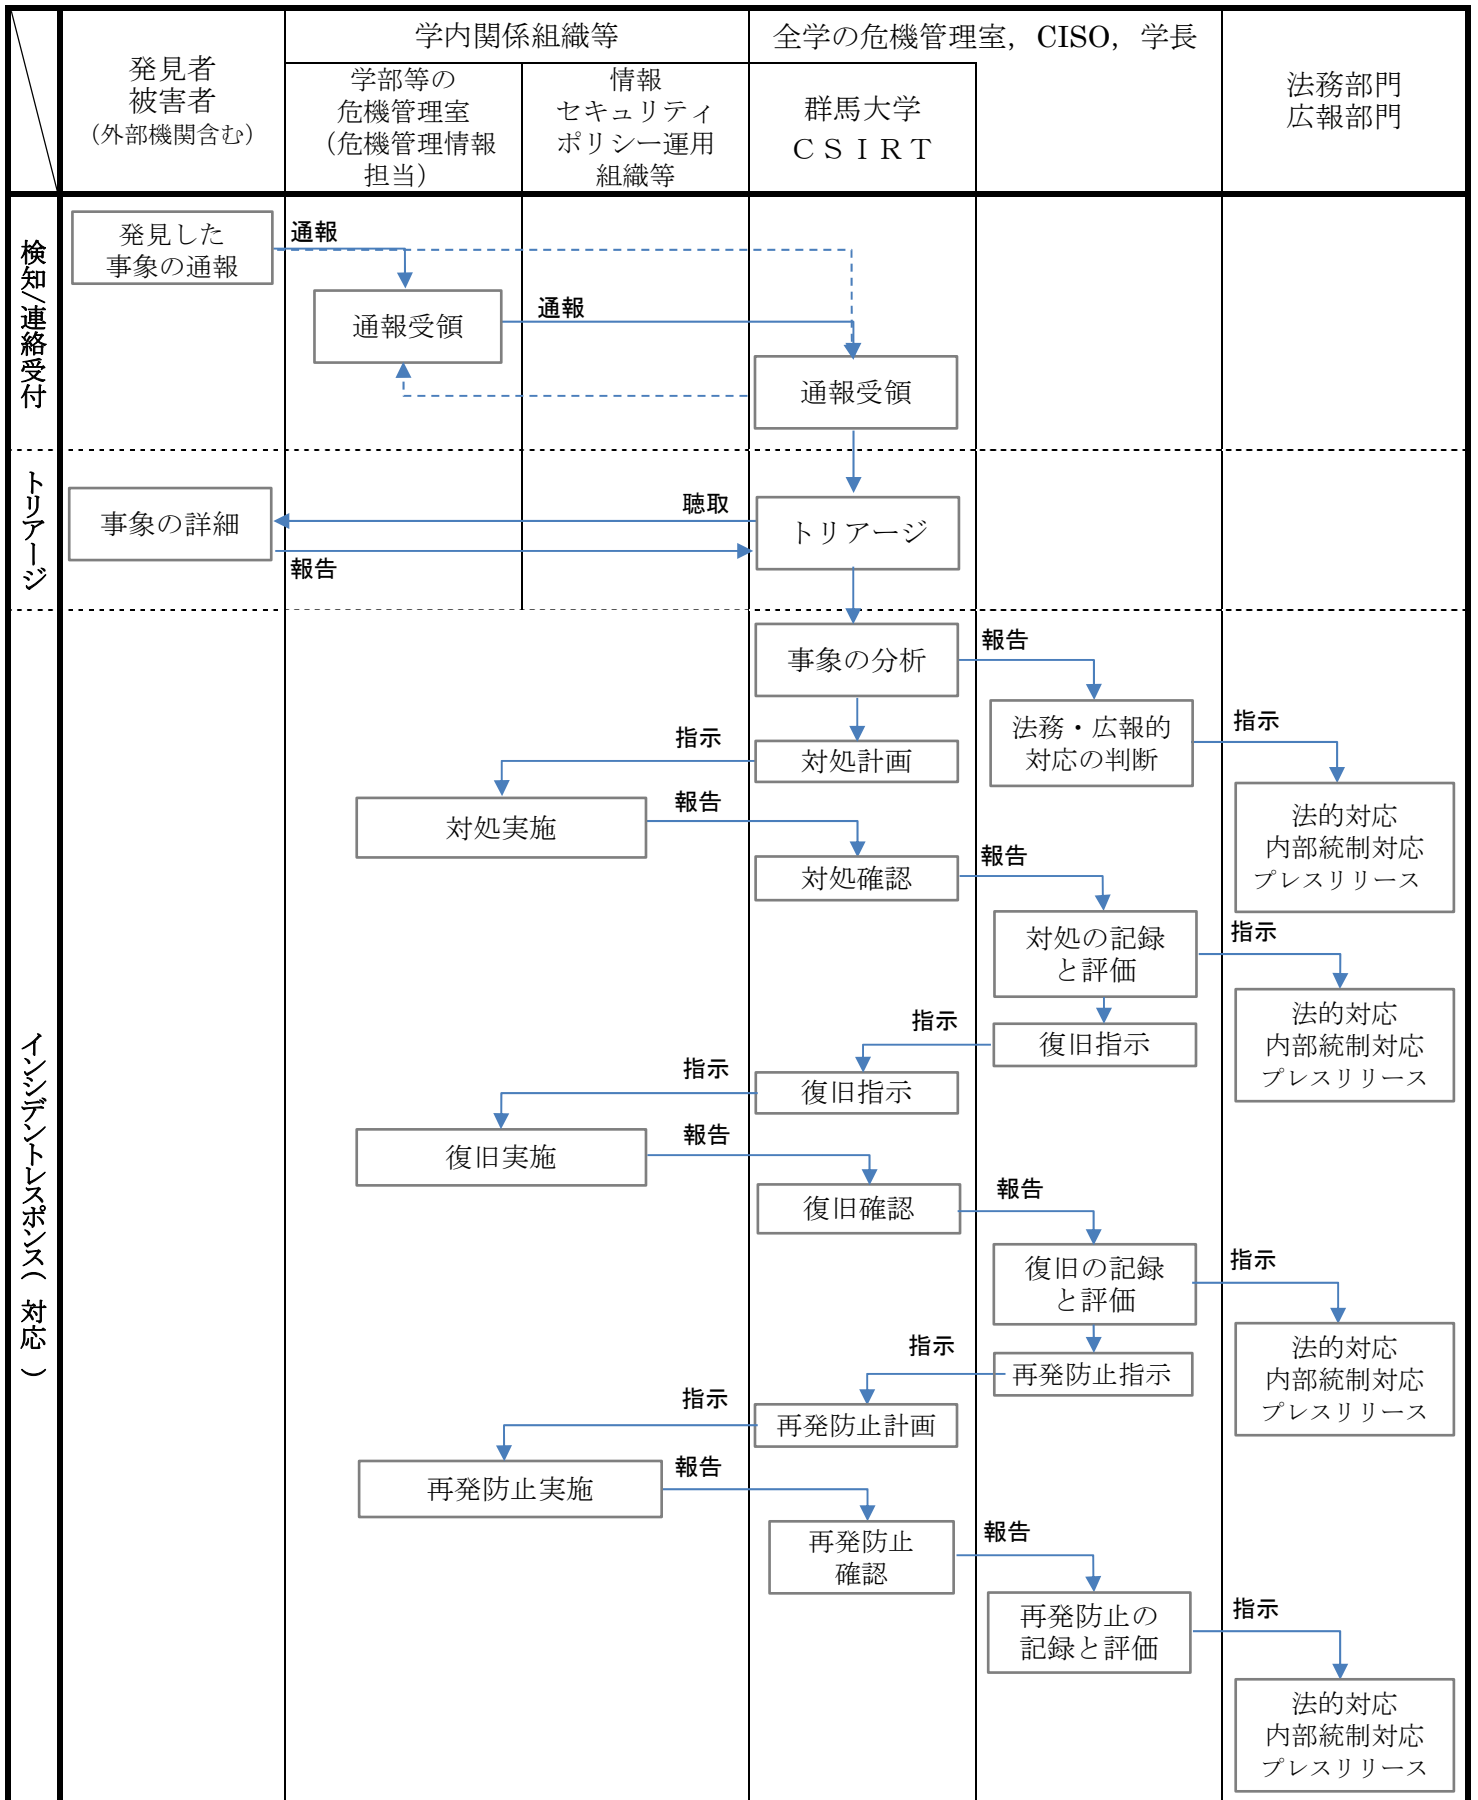 学内関係組織等
全学の危機管理室，CISO，学長
発見者
被害者
（外部機関含む）
学部等の
危機管理室
（危機管理情報
担当）
情報
セキュリティ
ポリシー運用
組織等
群馬大学
ＣＳＩＲＴ
法務部門
広報部門
検知/連絡受付
発見した
事象の通報
通報
通報受領
通報
通報受領
トリアージ
事象の詳細
聴取
報告
トリアージ
インシデントレスポンス（対応）
事象の分析
報告
法務・広報的
対応の判断
指示
法的対応
内部統制対応
プレスリリース
対処計画
指示
対処実施
報告
対処確認
報告
対処の記録
と評価
指示
法的対応
内部統制対応
プレスリリース
復旧指示
指示
復旧指示
指示
復旧実施
報告
復旧確認
報告
復旧の記録
と評価
指示
法的対応
内部統制対応
プレスリリース
再発防止指示
指示
再発防止計画
指示
再発防止実施
報告
再発防止
確認
報告
再発防止の
記録と評価
指示
法的対応
内部統制対応
プレスリリース